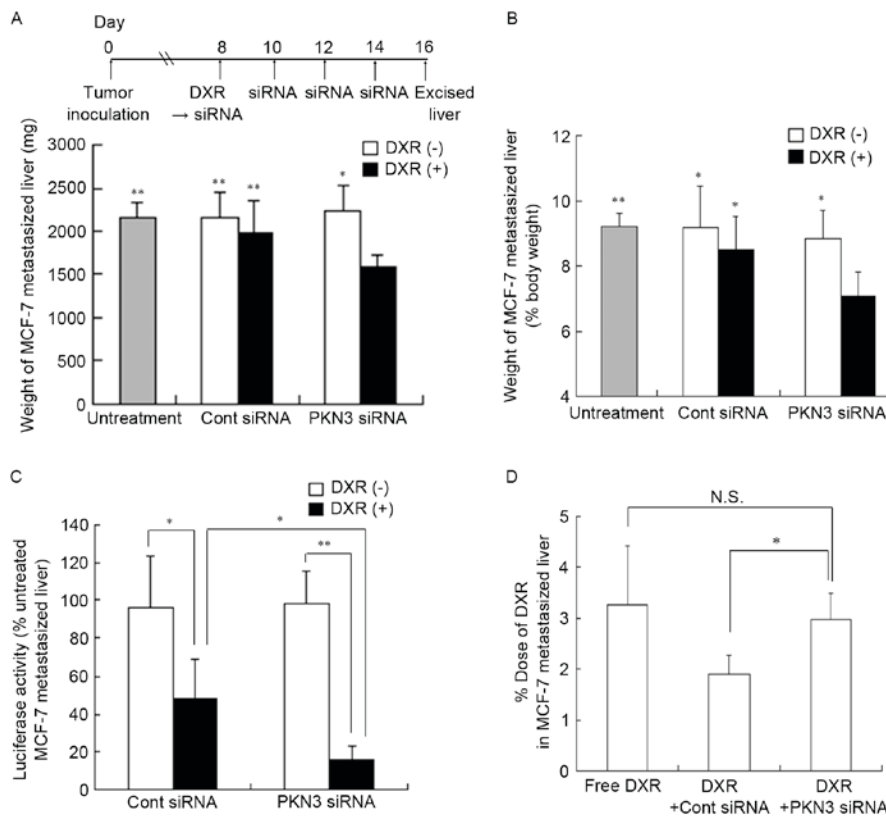 A
Day
0 8 10 12 14 16
Tumor DXR siRNA siRNA siRNA Excised
inoculation → siRNA liver
Weight of MCF-7 metastasized liver (mg)
3000
2500
2000
1500
1000
500
0
DXR (-)
DXR (+)
** ** ** *
Untreatment Cont siRNA PKN3 siRNA
B
Weight of MCF-7 metastasized liver
(% body weight)
12
10
8
6
4
DXR (-)
DXR (+)
** * * *
Untreatment Cont siRNA PKN3 siRNA
C
Luciferase activity (% untreated
MCF-7 metastasized liver)
140
120
100
80
60
40
20
0
DXR (-)
DXR (+)
* * **
Cont siRNA PKN3 siRNA
D
% Dose of DXR
in MCF-7 metastasized liver
6
5
4
3
2
1
0
N.S.
*
Free DXR DXR DXR
+Cont siRNA +PKN3 siRNA